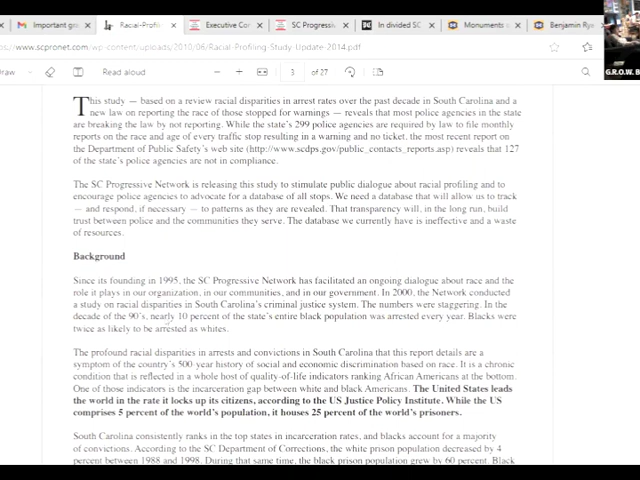 Important gr
Racial-Profili
Executive Co
SC Progressiv
In divided SC
Monuments
Benjamin Rye
www.scpronet.com/wp-content/uploads/2010/06/Racial-Profiling-Study_Update-2014.pdf
Draw
Read aloud
3 of 27
G.R.O.W. B
This study — based on a review racial disparities in arrest rates over the past decade in South Carolina and a
new law on reporting the race of those stopped for warnings — reveals that most police agencies in the state
are breaking the law by not reporting. While the state's 299 police agencies are required by law to file monthly
reports on the race and age of every traffic stop resulting in a warning and no ticket, the most recent report on
the Department of Public Safety's web site (http://www.scdps.gov/public_contacts_reports.asp) reveals that 127
of the state's police agencies are not in compliance.
The SC Progressive Network is releasing this study to stimulate public dialogue about racial profiling and to
encourage police agencies to advocate for a database of all stops. We need a database that will allow us to track
— and respond, if necessary — to patterns as they are revealed. That transparency will, in the long run, build
trust between police and the communities they serve. The database we currently have is ineffective and a waste
of resources.
Background
Since its founding in 1995, the SC Progressive Network has facilitated an ongoing dialogue about race and the
role it plays in our organization, in our communities, and in our government. In 2000, the Network conducted
a study on racial disparities in South Carolina's criminal justice system. The numbers were staggering. In the
decade of the 90's, nearly 10 percent of the state's entire black population was arrested every year. Blacks were
twice as likely to be arrested as whites.
The profound racial disparities in arrests and convictions in South Carolina that this report details are a
symptom of the country's 500-year history of social and economic discrimination based on race. It is a chronic
condition that is reflected in a whole host of quality-of-life indicators ranking African Americans at the bottom.
One of those indicators is the incarceration gap between white and black Americans. The United States leads
the world in the rate it locks up its citizens, according to the US Justice Policy Institute. While the US
comprises 5 percent of the world's population, it houses 25 percent of the world's prisoners.
South Carolina consistently ranks in the top states in incarceration rates, and blacks account for a majority
of convictions. According to the SC Department of Corrections, the white prison population decreased by 4
percent between 1988 and 1998. During that same time, the black prison population grew by 60 percent. Black